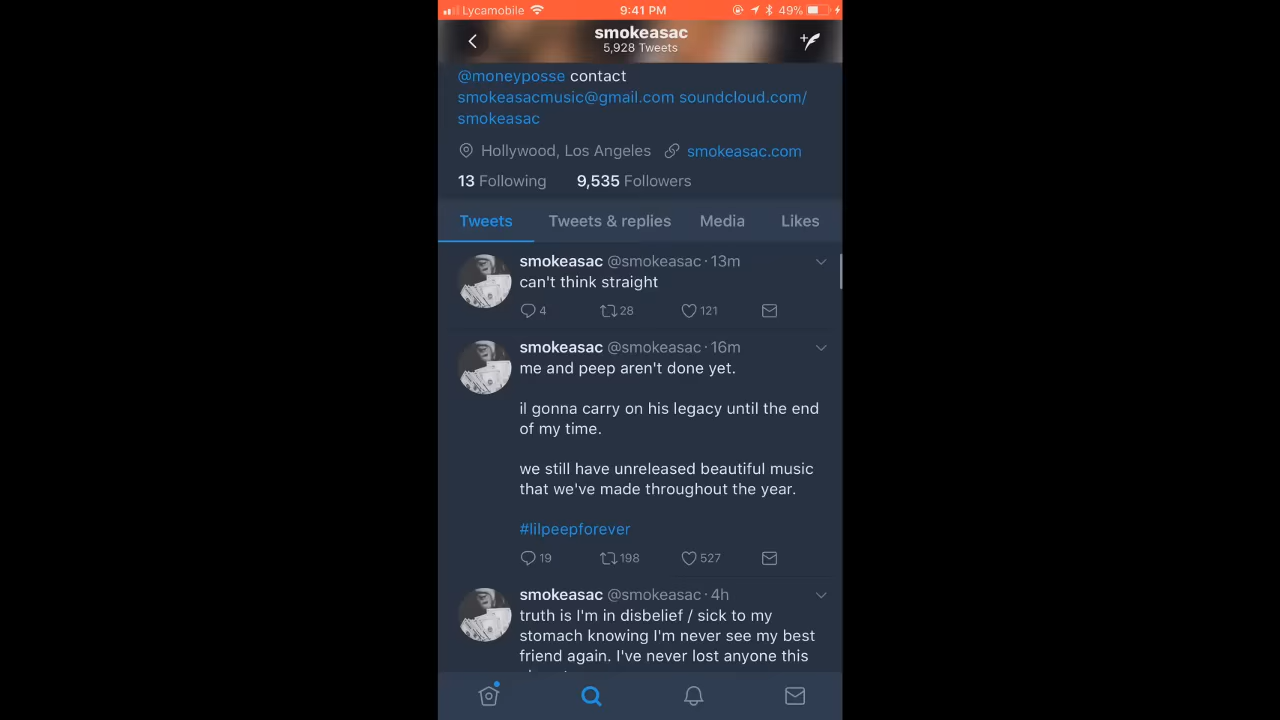 Lycamobile 9:41 PM 49%
smokeasac
5,928 Tweets
@moneyposse contact
smokeasacmusic@gmail.com soundcloud.com/
smokeasac
Hollywood, Los Angeles smokeasac.com
13 Following 9,535 Followers
Tweets Tweets & replies Media Likes
smokeasac @smokeasac · 13m
can't think straight
4 28 121
smokeasac @smokeasac · 16m
me and peep aren't done yet.
il gonna carry on his legacy until the end
of my time.
we still have unreleased beautiful music
that we've made throughout the year.
#lilpeepforever
19 198 527
smokeasac @smokeasac · 4h
truth is I'm in disbelief / sick to my
stomach knowing I'm never see my best
friend again. I've never lost anyone this